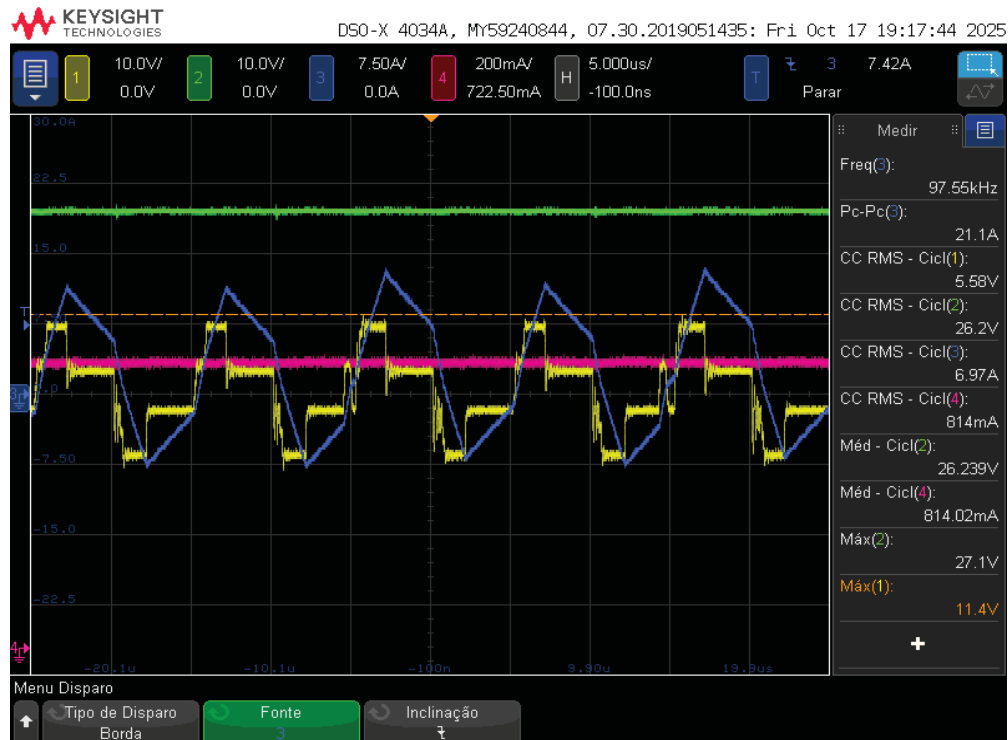 KEYSIGHT
TECHNOLOGIES
DSO-X 4034A, MY59240844, 07.30.2019051435: Fri Oct 17 19:17:44 2025
1 10.0V/ 2 10.0V/ 3 7.50A/ 4 200mA/ H 5.000us/ T 3 7.42A
0.0V 0.0V 0.0A 722.50mA -100.0ns Parar
30.0A
22.5
15.0
T
3
-7.50
-15.0
-22.5
4
-20.1u -10.1u -100n 9.90u 19.9us
Medir
Freq(3):
97.55kHz
Pc-Pc(3):
21.1A
CC RMS - Cicl(1):
5.58V
CC RMS - Cicl(2):
26.2V
CC RMS - Cicl(3):
6.97A
CC RMS - Cicl(4):
814mA
Méd - Cicl(2):
26.239V
Méd - Cicl(4):
814.02mA
Máx(2):
27.1V
Máx(1):
11.4V
Menu Disparo
Tipo de Disparo Fonte Inclinação
Borda 3